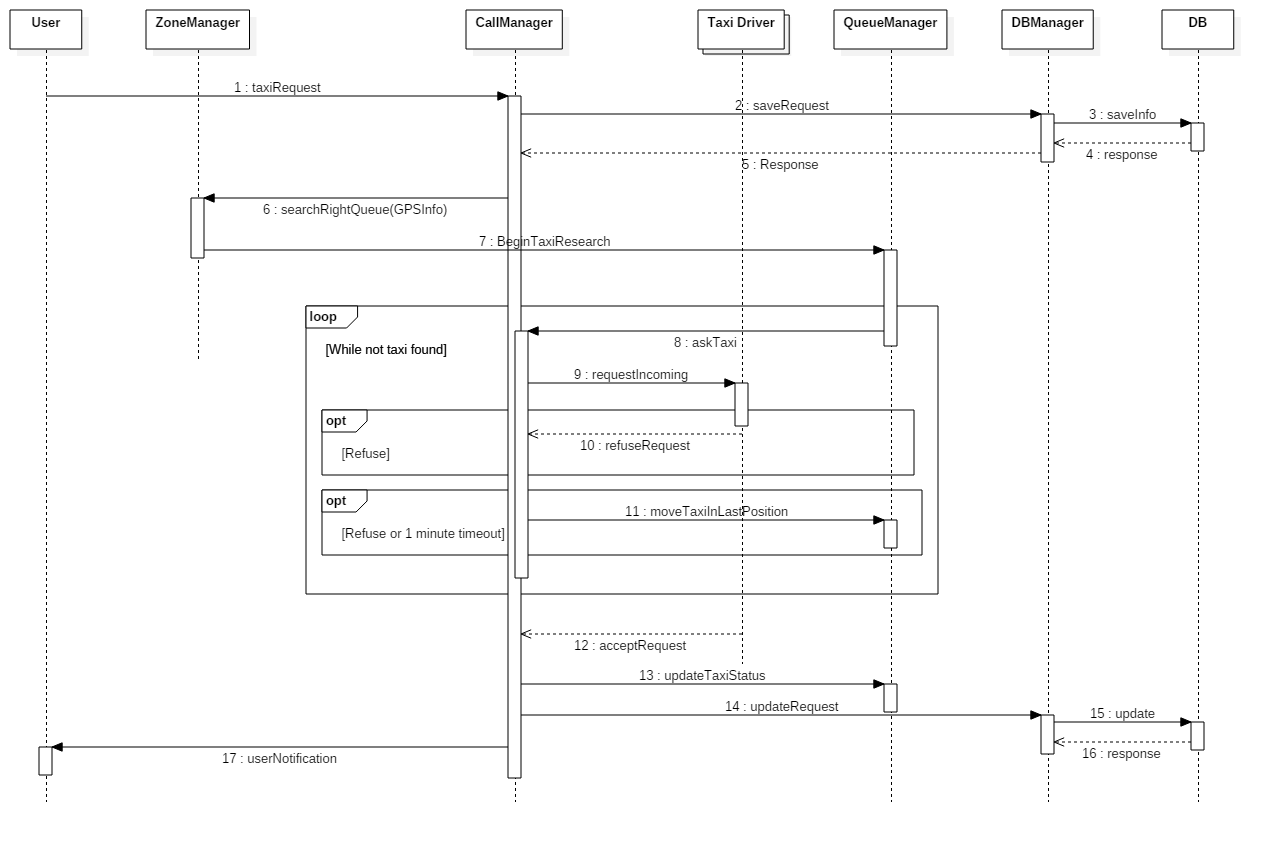 User
ZoneManager
CallManager
Taxi Driver
QueueManager
DBManager
DB
1 : taxiRequest
2 : saveRequest
3 : saveInfo
4 : response
5 : Response
6 : searchRightQueue(GPSInfo)
7 : BeginTaxiResearch
loop
[While not taxi found]
8 : askTaxi
9 : requestIncoming
opt
[Refuse]
10 : refuseRequest
opt
[Refuse or 1 minute timeout]
11 : moveTaxiInLastPosition
12 : acceptRequest
13 : updateTaxiStatus
14 : updateRequest
15 : update
16 : response
17 : userNotification